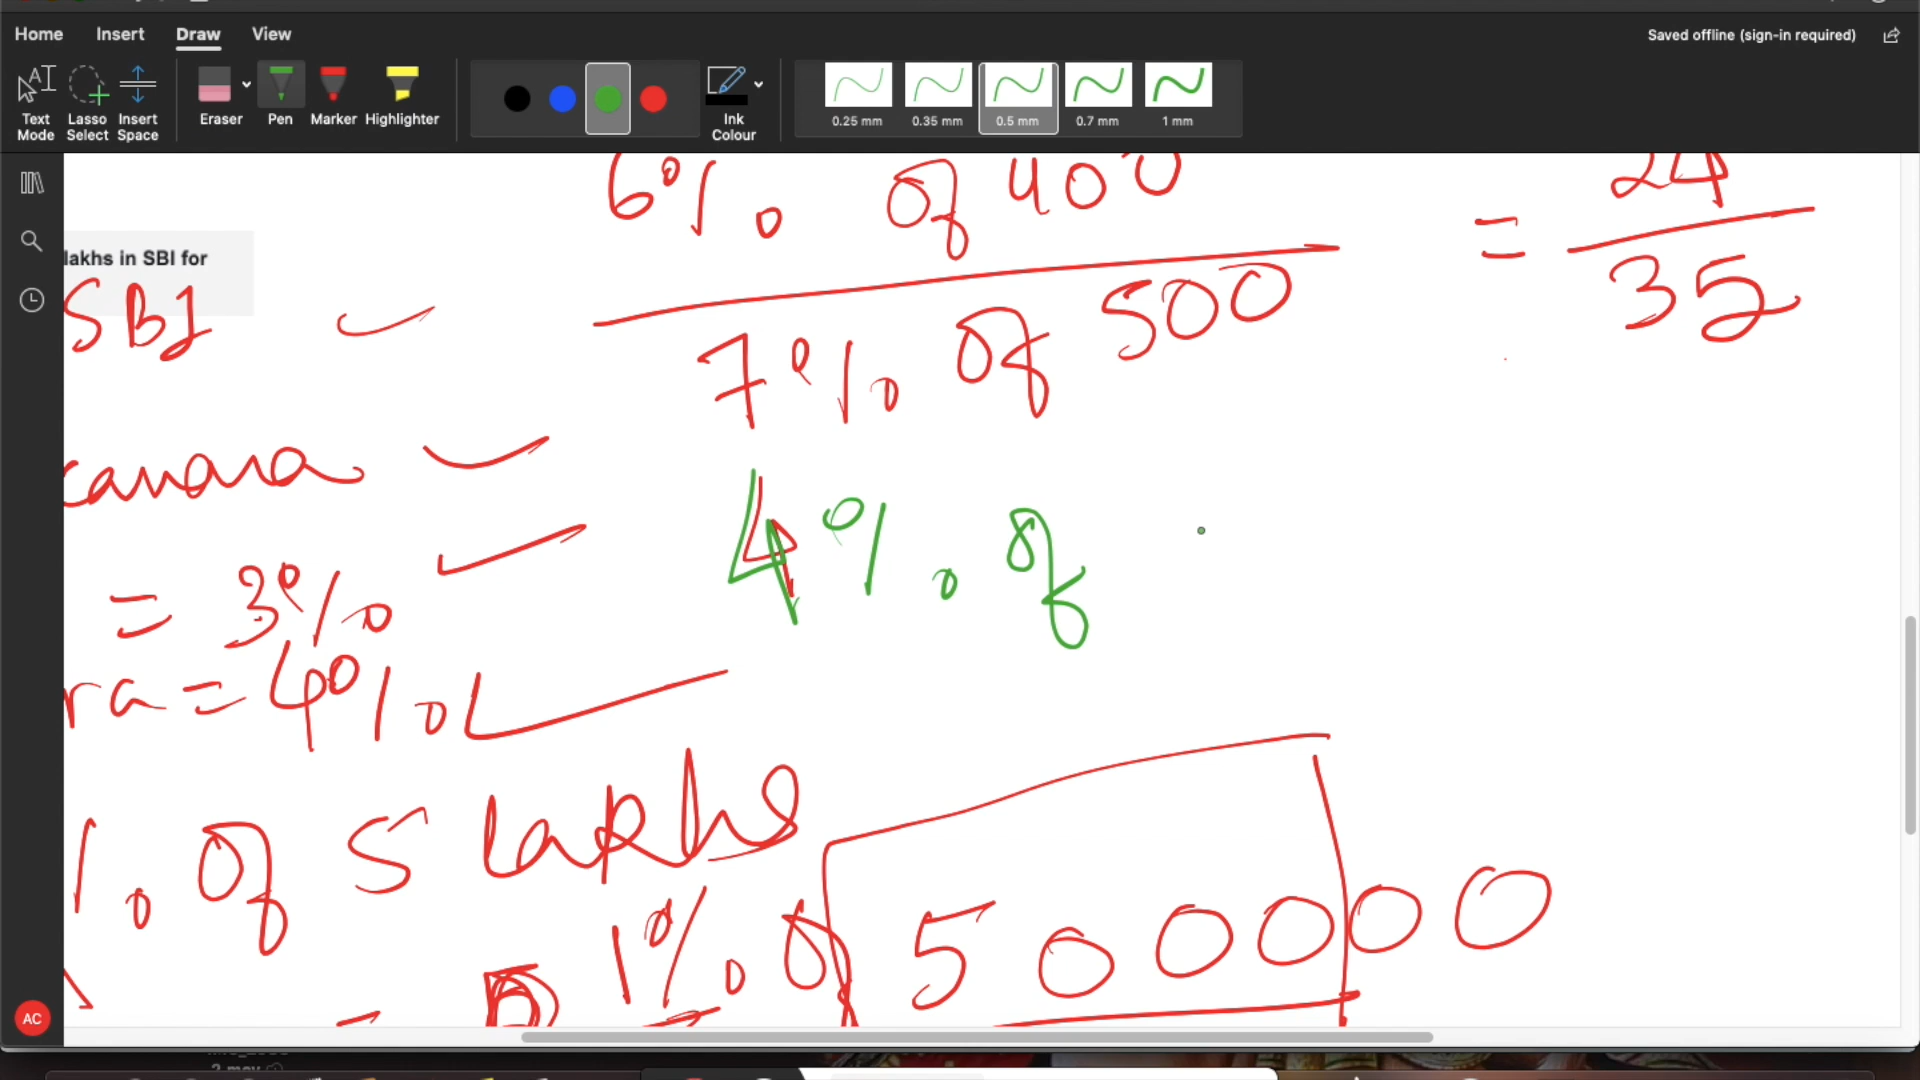 Home Insert Draw View
Saved offline (sign-in required)
Text Mode
Lasso Select
Insert Space
Eraser
Pen
Marker
Highlighter
Ink Colour
0.25 mm
0.35 mm
0.5 mm
0.7 mm
1 mm
6% of 400
= 24
35
lakhs in SBI for
SBI
7% of 500
canara
4% of
= 3%
ra = 4%
%. of 5 lakhs
1% of 500000
=
AC